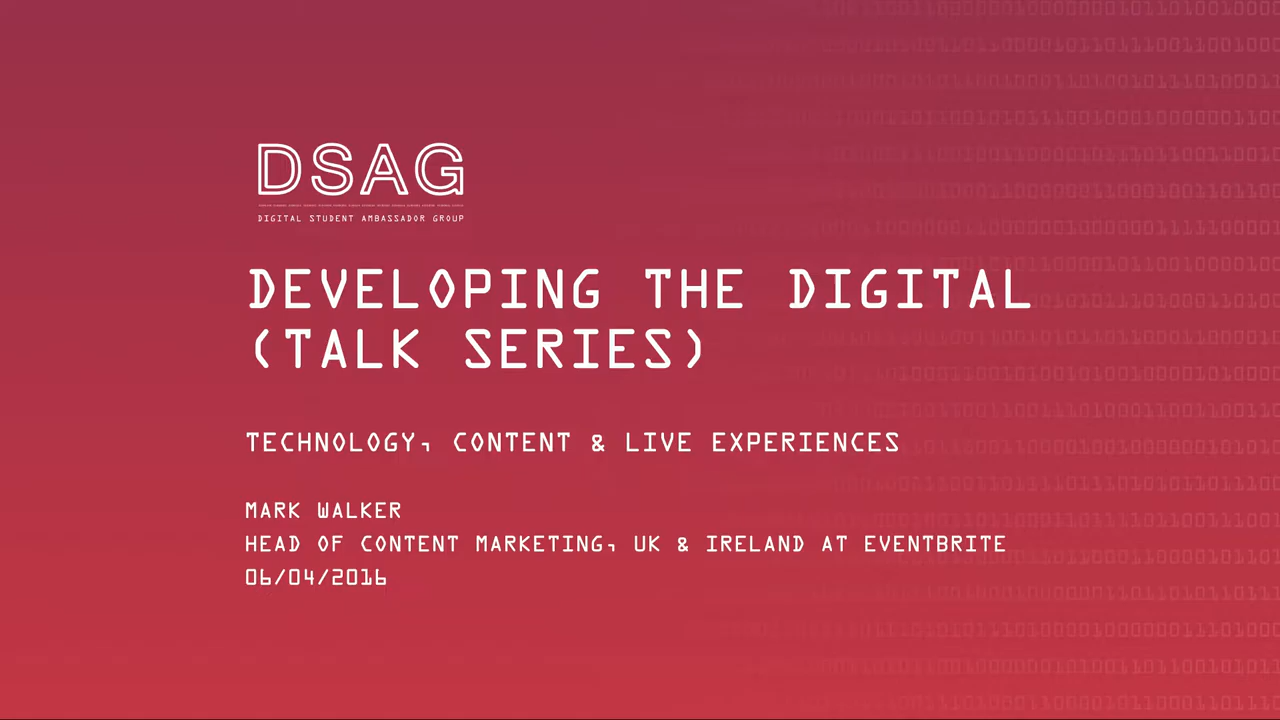 DSAG
DIGITAL STUDENT AMBASSADOR GROUP
DEVELOPING THE DIGITAL
(TALK SERIES)
TECHNOLOGY, CONTENT & LIVE EXPERIENCES
MARK WALKER
HEAD OF CONTENT MARKETING, UK & IRELAND AT EVENTBRITE
06/04/2016